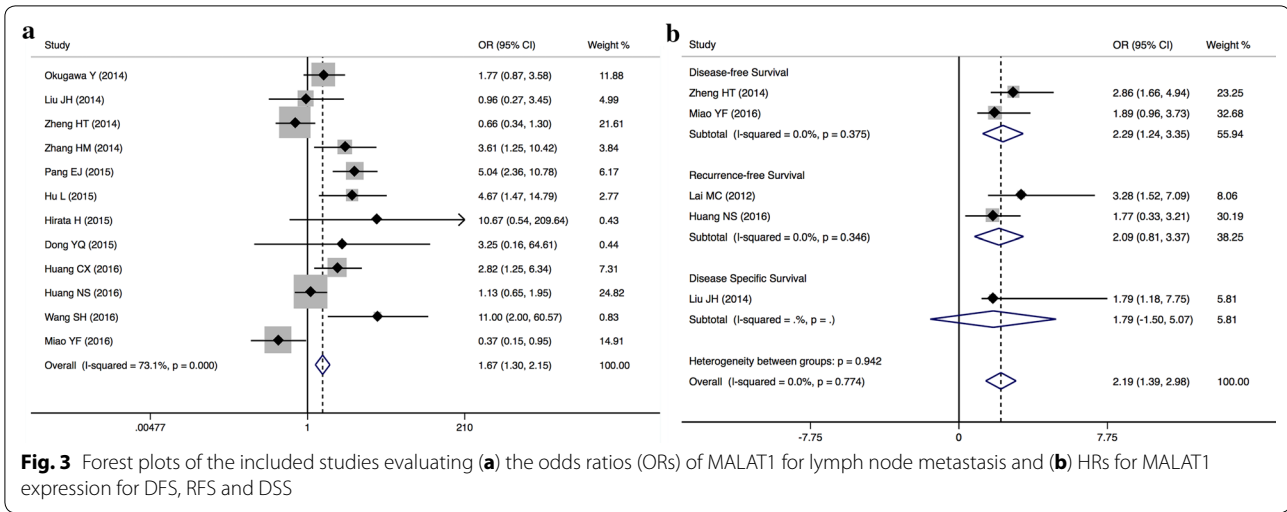 a
Study OR (95% CI) Weight %
Okugawa Y (2014) 1.77 (0.87, 3.58) 11.88
Liu JH (2014) 0.96 (0.27, 3.45) 4.99
Zheng HT (2014) 0.66 (0.34, 1.30) 21.61
Zhang HM (2014) 3.61 (1.25, 10.42) 3.84
Pang EJ (2015) 5.04 (2.36, 10.78) 6.17
Hu L (2015) 4.67 (1.47, 14.79) 2.77
Hirata H (2015) 10.67 (0.54, 209.64) 0.43
Dong YQ (2015) 3.25 (0.16, 64.61) 0.44
Huang CX (2016) 2.82 (1.25, 6.34) 7.31
Huang NS (2016) 1.13 (0.65, 1.95) 24.82
Wang SH (2016) 11.00 (2.00, 60.57) 0.83
Miao YF (2016) 0.37 (0.15, 0.95) 14.91
Overall (I-squared = 73.1%, p = 0.000) 1.67 (1.30, 2.15) 100.00
.00477 1 210
b
Study OR (95% CI) Weight %
Disease-free Survival
Zheng HT (2014) 2.86 (1.66, 4.94) 23.25
Miao YF (2016) 1.89 (0.96, 3.73) 32.68
Subtotal (I-squared = 0.0%, p = 0.375) 2.29 (1.24, 3.35) 55.94
Recurrence-free Survival
Lai MC (2012) 3.28 (1.52, 7.09) 8.06
Huang NS (2016) 1.77 (0.33, 3.21) 30.19
Subtotal (I-squared = 0.0%, p = 0.346) 2.09 (0.81, 3.37) 38.25
Disease Specific Survival
Liu JH (2014) 1.79 (1.18, 7.75) 5.81
Subtotal (I-squared = .%, p = .) 1.79 (-1.50, 5.07) 5.81
Heterogeneity between groups: p = 0.942
Overall (I-squared = 0.0%, p = 0.774) 2.19 (1.39, 2.98) 100.00
-7.75 0 7.75
Fig. 3 Forest plots of the included studies evaluating (a) the odds ratios (ORs) of MALAT1 for lymph node metastasis and (b) HRs for MALAT1
expression for DFS, RFS and DSS